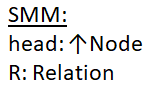 SMM:
head: ↑Node
R: Relation